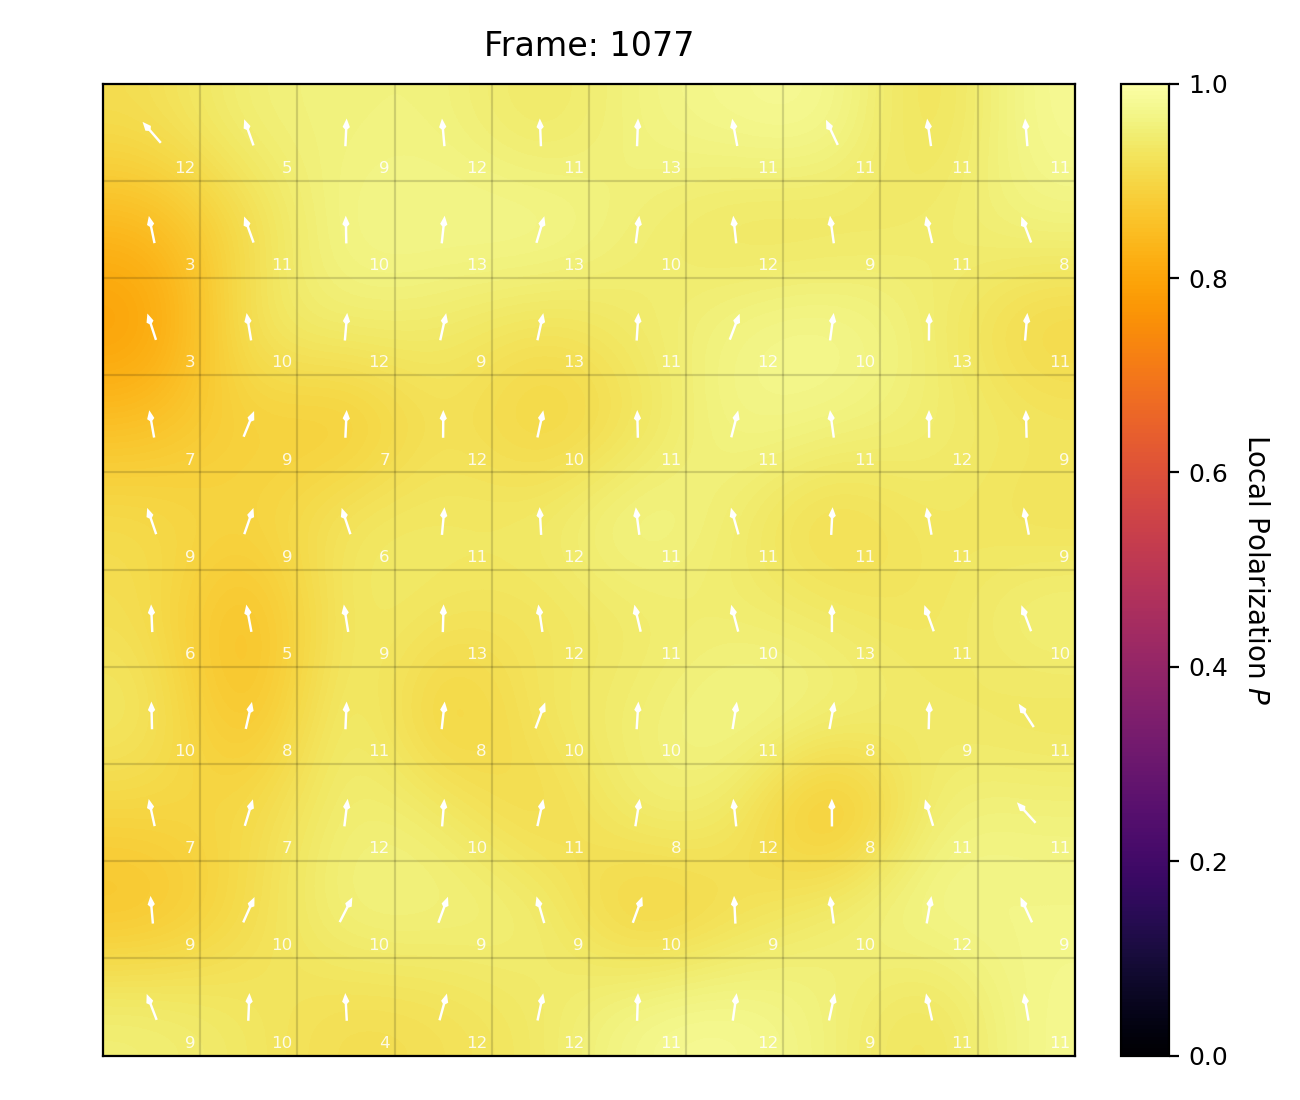 Frame: 1077
12 5 9 12 11 13 11 11 11 11
3 11 10 13 13 10 12 9 11 8
3 10 12 9 13 11 12 10 13 11
7 9 7 12 10 11 11 11 12 9
9 9 6 11 12 11 11 11 11 9
6 5 9 13 12 11 10 13 11 10
10 8 11 8 10 10 11 8 9 11
7 7 12 10 11 8 12 8 11 11
9 10 10 9 9 10 9 10 12 9
9 10 4 12 12 11 12 9 11 11
1.0
0.8
0.6
0.4
0.2
0.0
Local Polarization P